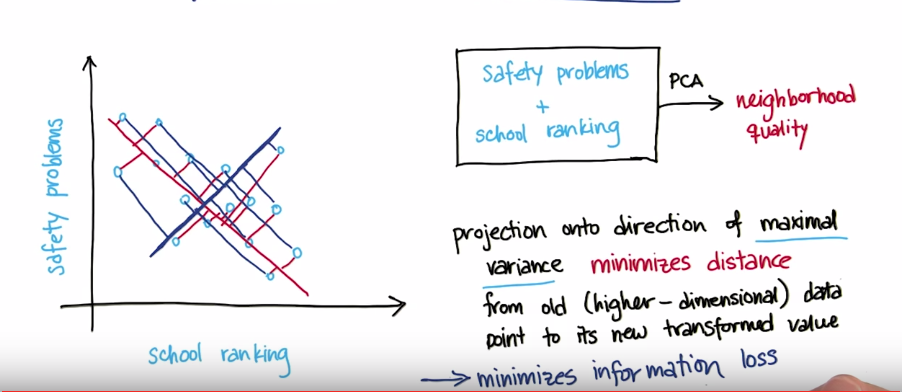 safety problems
school ranking
safety problems
+
school ranking
PCA
neighborhood
quality
projection onto direction of maximal
variance minimizes distance
from old (higher-dimensional) data
point to its new transformed value
→ minimizes information loss